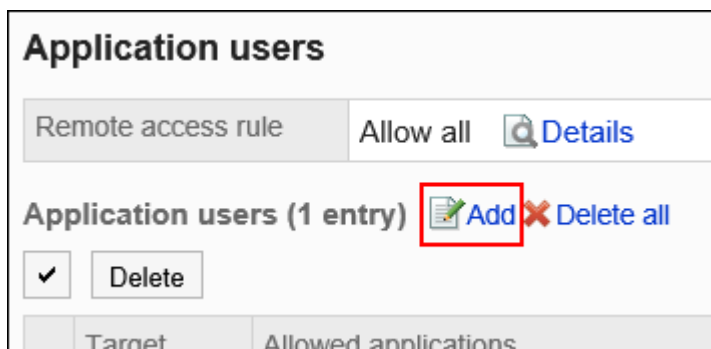 Application users
Remote access rule Allow all Details
Application users (1 entry) Add Delete all
Delete
Target Allowed applications